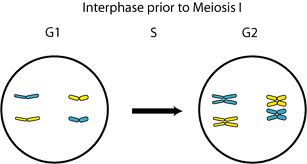 Interphase prior to Meiosis I
G1 S G2